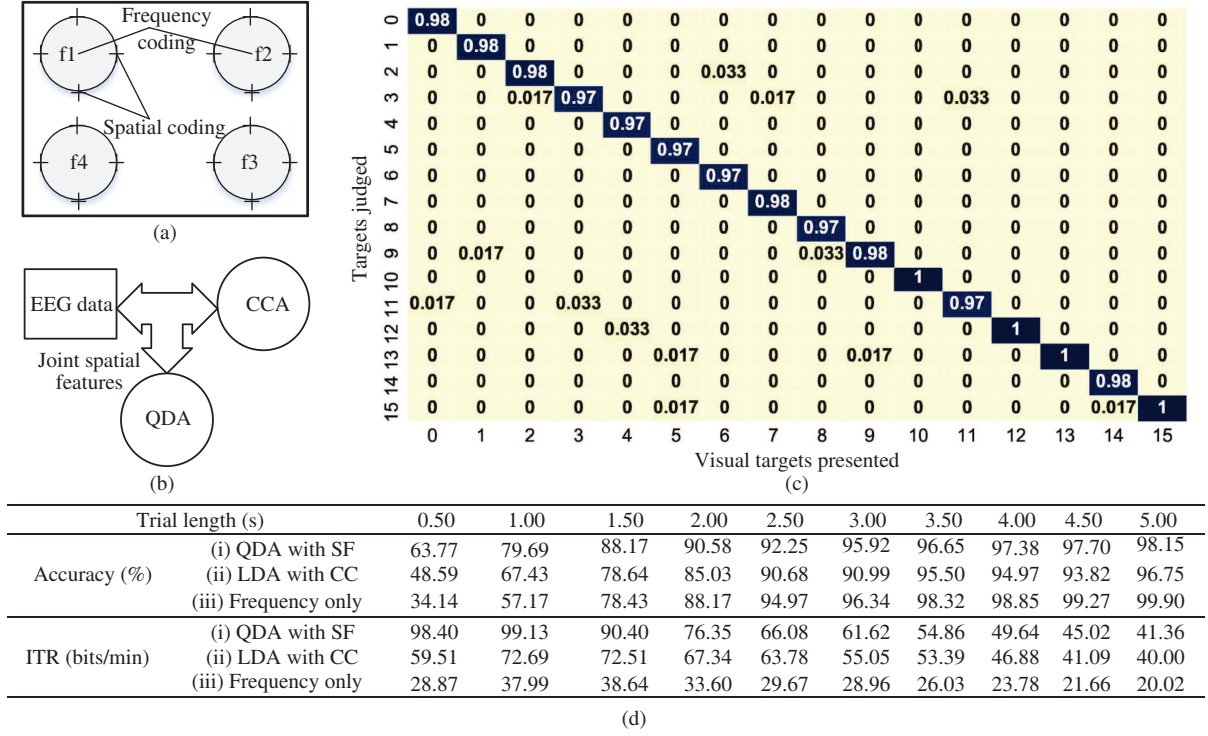 Frequency
coding
f1
f2
Spatial coding
f4
f3
(a)
EEG data
CCA
Joint spatial
features
QDA
(b)
Targets judged
0 0.98 0 0 0 0 0 0 0 0 0 0 0 0 0 0 0
1 0 0.98 0 0 0 0 0 0 0 0 0 0 0 0 0 0
2 0 0 0.98 0 0 0 0.033 0 0 0 0 0 0 0 0 0
3 0 0 0.017 0.97 0 0 0 0.017 0 0 0 0.033 0 0 0 0
4 0 0 0 0 0.97 0 0 0 0 0 0 0 0 0 0 0
5 0 0 0 0 0 0.97 0 0 0 0 0 0 0 0 0 0
6 0 0 0 0 0 0 0.97 0 0 0 0 0 0 0 0 0
7 0 0 0 0 0 0 0 0.98 0 0 0 0 0 0 0 0
8 0 0 0 0 0 0 0 0 0.97 0 0 0 0 0 0 0
9 0 0.017 0 0 0 0 0 0 0.033 0.98 0 0 0 0 0 0
10 0 0 0 0 0 0 0 0 0 0 1 0 0 0 0 0
11 0.017 0 0 0.033 0 0 0 0 0 0 0 0.97 0 0 0 0
12 0 0 0 0 0.033 0 0 0 0 0 0 0 1 0 0 0
13 0 0 0 0 0 0.017 0 0 0 0.017 0 0 0 1 0 0
14 0 0 0 0 0 0 0 0 0 0 0 0 0 0 0.98 0
15 0 0 0 0 0 0.017 0 0 0 0 0 0 0 0 0.017 1
0 1 2 3 4 5 6 7 8 9 10 11 12 13 14 15
Visual targets presented
(c)
Trial length (s) 0.50 1.00 1.50 2.00 2.50 3.00 3.50 4.00 4.50 5.00
(i) QDA with SF 63.77 79.69 88.17 90.58 92.25 95.92 96.65 97.38 97.70 98.15
Accuracy (%) (ii) LDA with CC 48.59 67.43 78.64 85.03 90.68 90.99 95.50 94.97 93.82 96.75
(iii) Frequency only 34.14 57.17 78.43 88.17 94.97 96.34 98.32 98.85 99.27 99.90
(i) QDA with SF 98.40 99.13 90.40 76.35 66.08 61.62 54.86 49.64 45.02 41.36
ITR (bits/min) (ii) LDA with CC 59.51 72.69 72.51 67.34 63.78 55.05 53.39 46.88 41.09 40.00
(iii) Frequency only 28.87 37.99 38.64 33.60 29.67 28.96 26.03 23.78 21.66 20.02
(d)